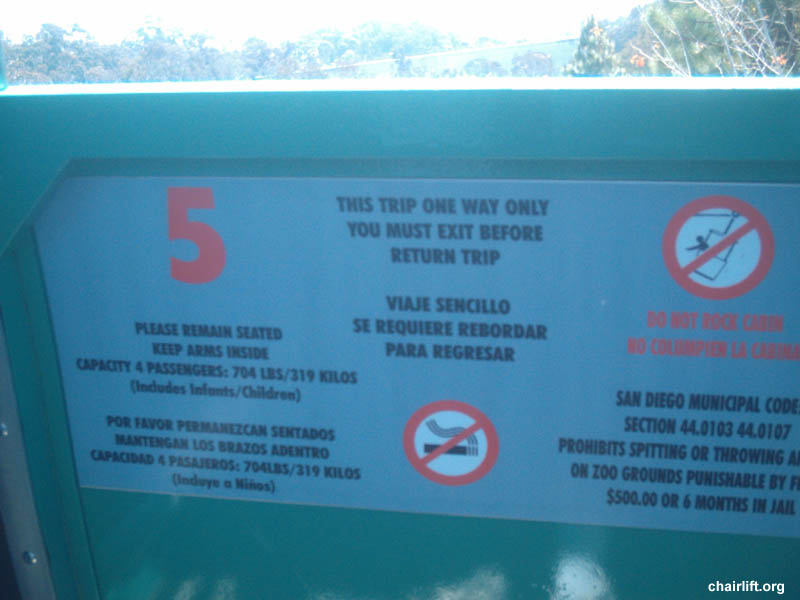 5
THIS TRIP ONE WAY ONLY
YOU MUST EXIT BEFORE
RETURN TRIP
VIAJE SENCILLO
SE REQUIERE REBORDAR
PARA REGRESAR
PLEASE REMAIN SEATED
KEEP ARMS INSIDE
CAPACITY 4 PASSENGERS: 704 LBS/319 KILOS
(Includes Infants/Children)
POR FAVOR PERMANEZCAN SENTADOS
MANTENGAN LOS BRAZOS ADENTRO
CAPACIDAD 4 PASAJEROS: 704LBS/319 KILOS
(Incluye a Niños)
DO NOT ROCK CABIN
NO COLUMPIEN LA CABINA
SAN DIEGO MUNICIPAL CODE
SECTION 44.0103 44.0107
PROHIBITS SPITTING OR THROWING
ON ZOO GROUNDS PUNISHABLE BY
$500.00 OR 6 MONTHS IN JAIL
chairlift.org